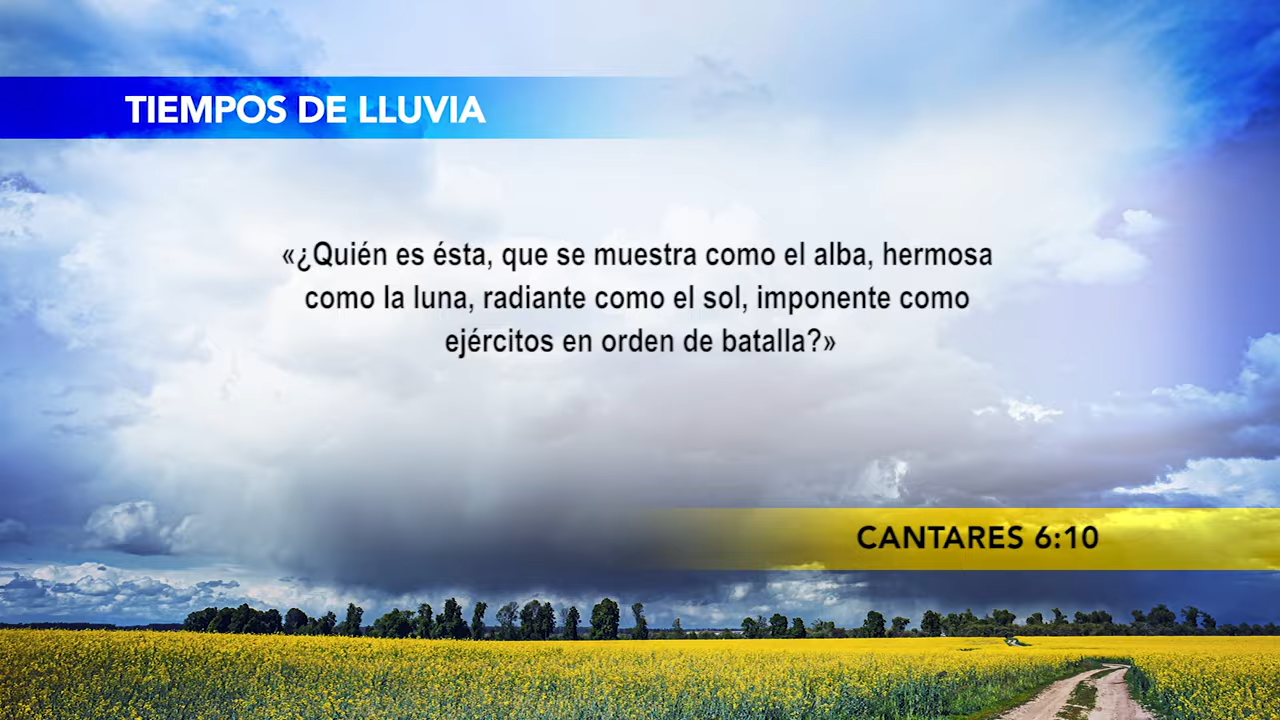 TIEMPOS DE LLUVIA
«¿Quién es ésta, que se muestra como el alba, hermosa
como la luna, radiante como el sol, imponente como
ejércitos en orden de batalla?»
CANTARES 6:10